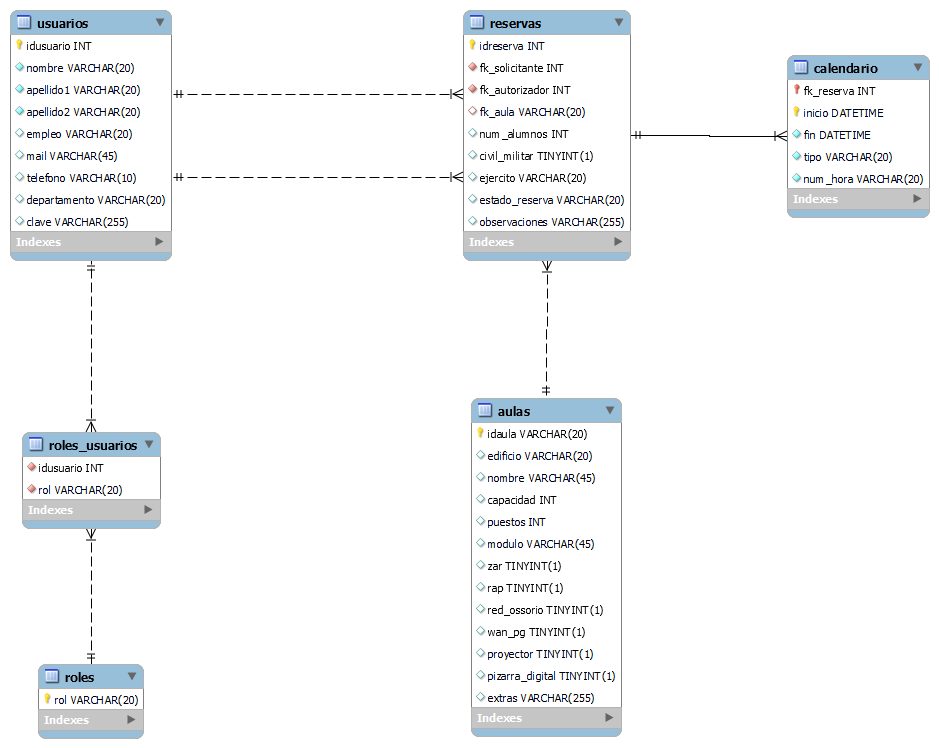 usuarios
idusuario INT
nombre VARCHAR(20)
apellido1 VARCHAR(20)
apellido2 VARCHAR(20)
empleo VARCHAR(20)
mail VARCHAR(45)
telefono VARCHAR(10)
departamento VARCHAR(20)
clave VARCHAR(255)
Indexes
reservas
idreserva INT
fk_solicitante INT
fk_autorizador INT
fk_aula VARCHAR(20)
num_alumnos INT
civil_militar TINYINT(1)
ejercito VARCHAR(20)
estado_reserva VARCHAR(20)
observaciones VARCHAR(255)
Indexes
calendario
fk_reserva INT
inicio DATETIME
fin DATETIME
tipo VARCHAR(20)
num_hora VARCHAR(20)
Indexes
roles_usuarios
idusuario INT
rol VARCHAR(20)
Indexes
roles
rol VARCHAR(20)
Indexes
aulas
idaula VARCHAR(20)
edificio VARCHAR(20)
nombre VARCHAR(45)
capacidad INT
puestos INT
modulo VARCHAR(45)
zar TINYINT(1)
rap TINYINT(1)
red_ossorio TINYINT(1)
wan_pg TINYINT(1)
proyector TINYINT(1)
pizarra_digital TINYINT(1)
extras VARCHAR(255)
Indexes